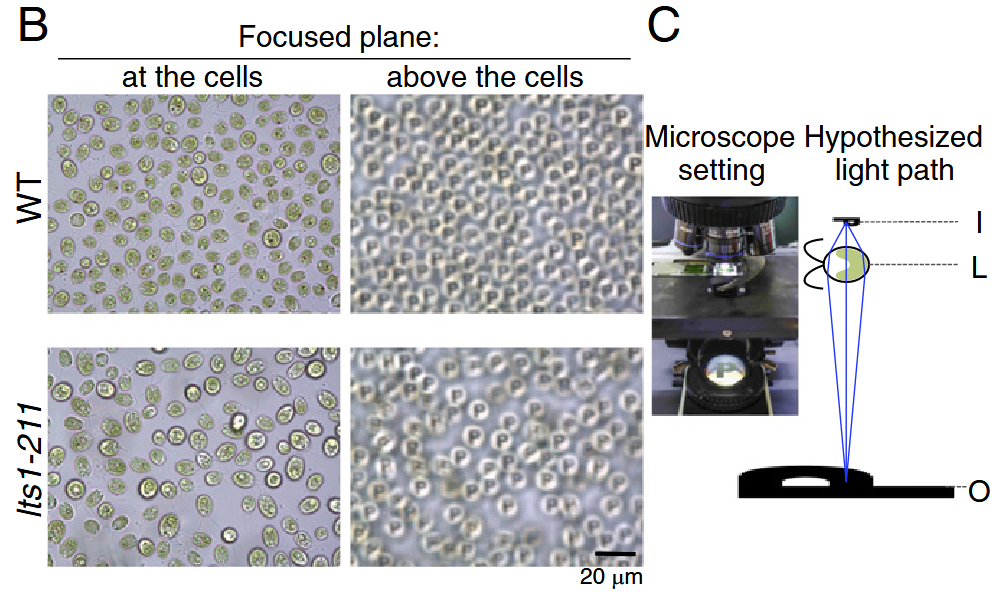 B
Focused plane:
at the cells
above the cells
WT
lts1-211
20 μm
C
Microscope setting
Hypothesized light path
I
L
O
P